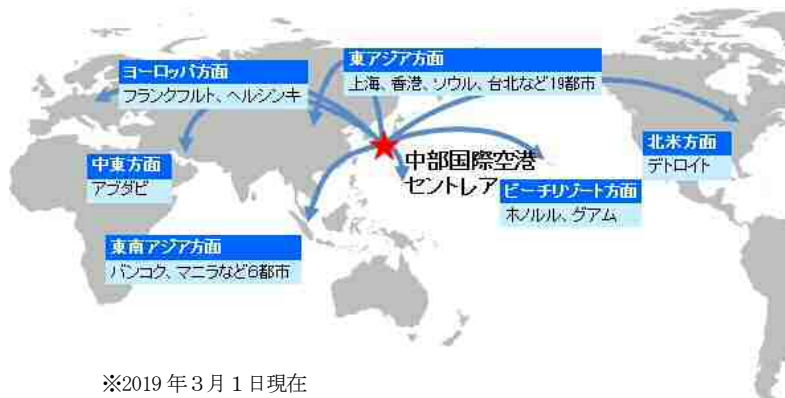 ヨーロッパ方面
フランクフルト、ヘルシンキ
東アジア方面
上海、香港、ソウル、台北など19都市
中東方面
アブダビ
中部国際空港
セントレア
北米方面
デトロイト
ビーチリゾート方面
ホノルル、グアム
東南アジア方面
バンコク、マニラなど6都市
※2019年3月1日現在